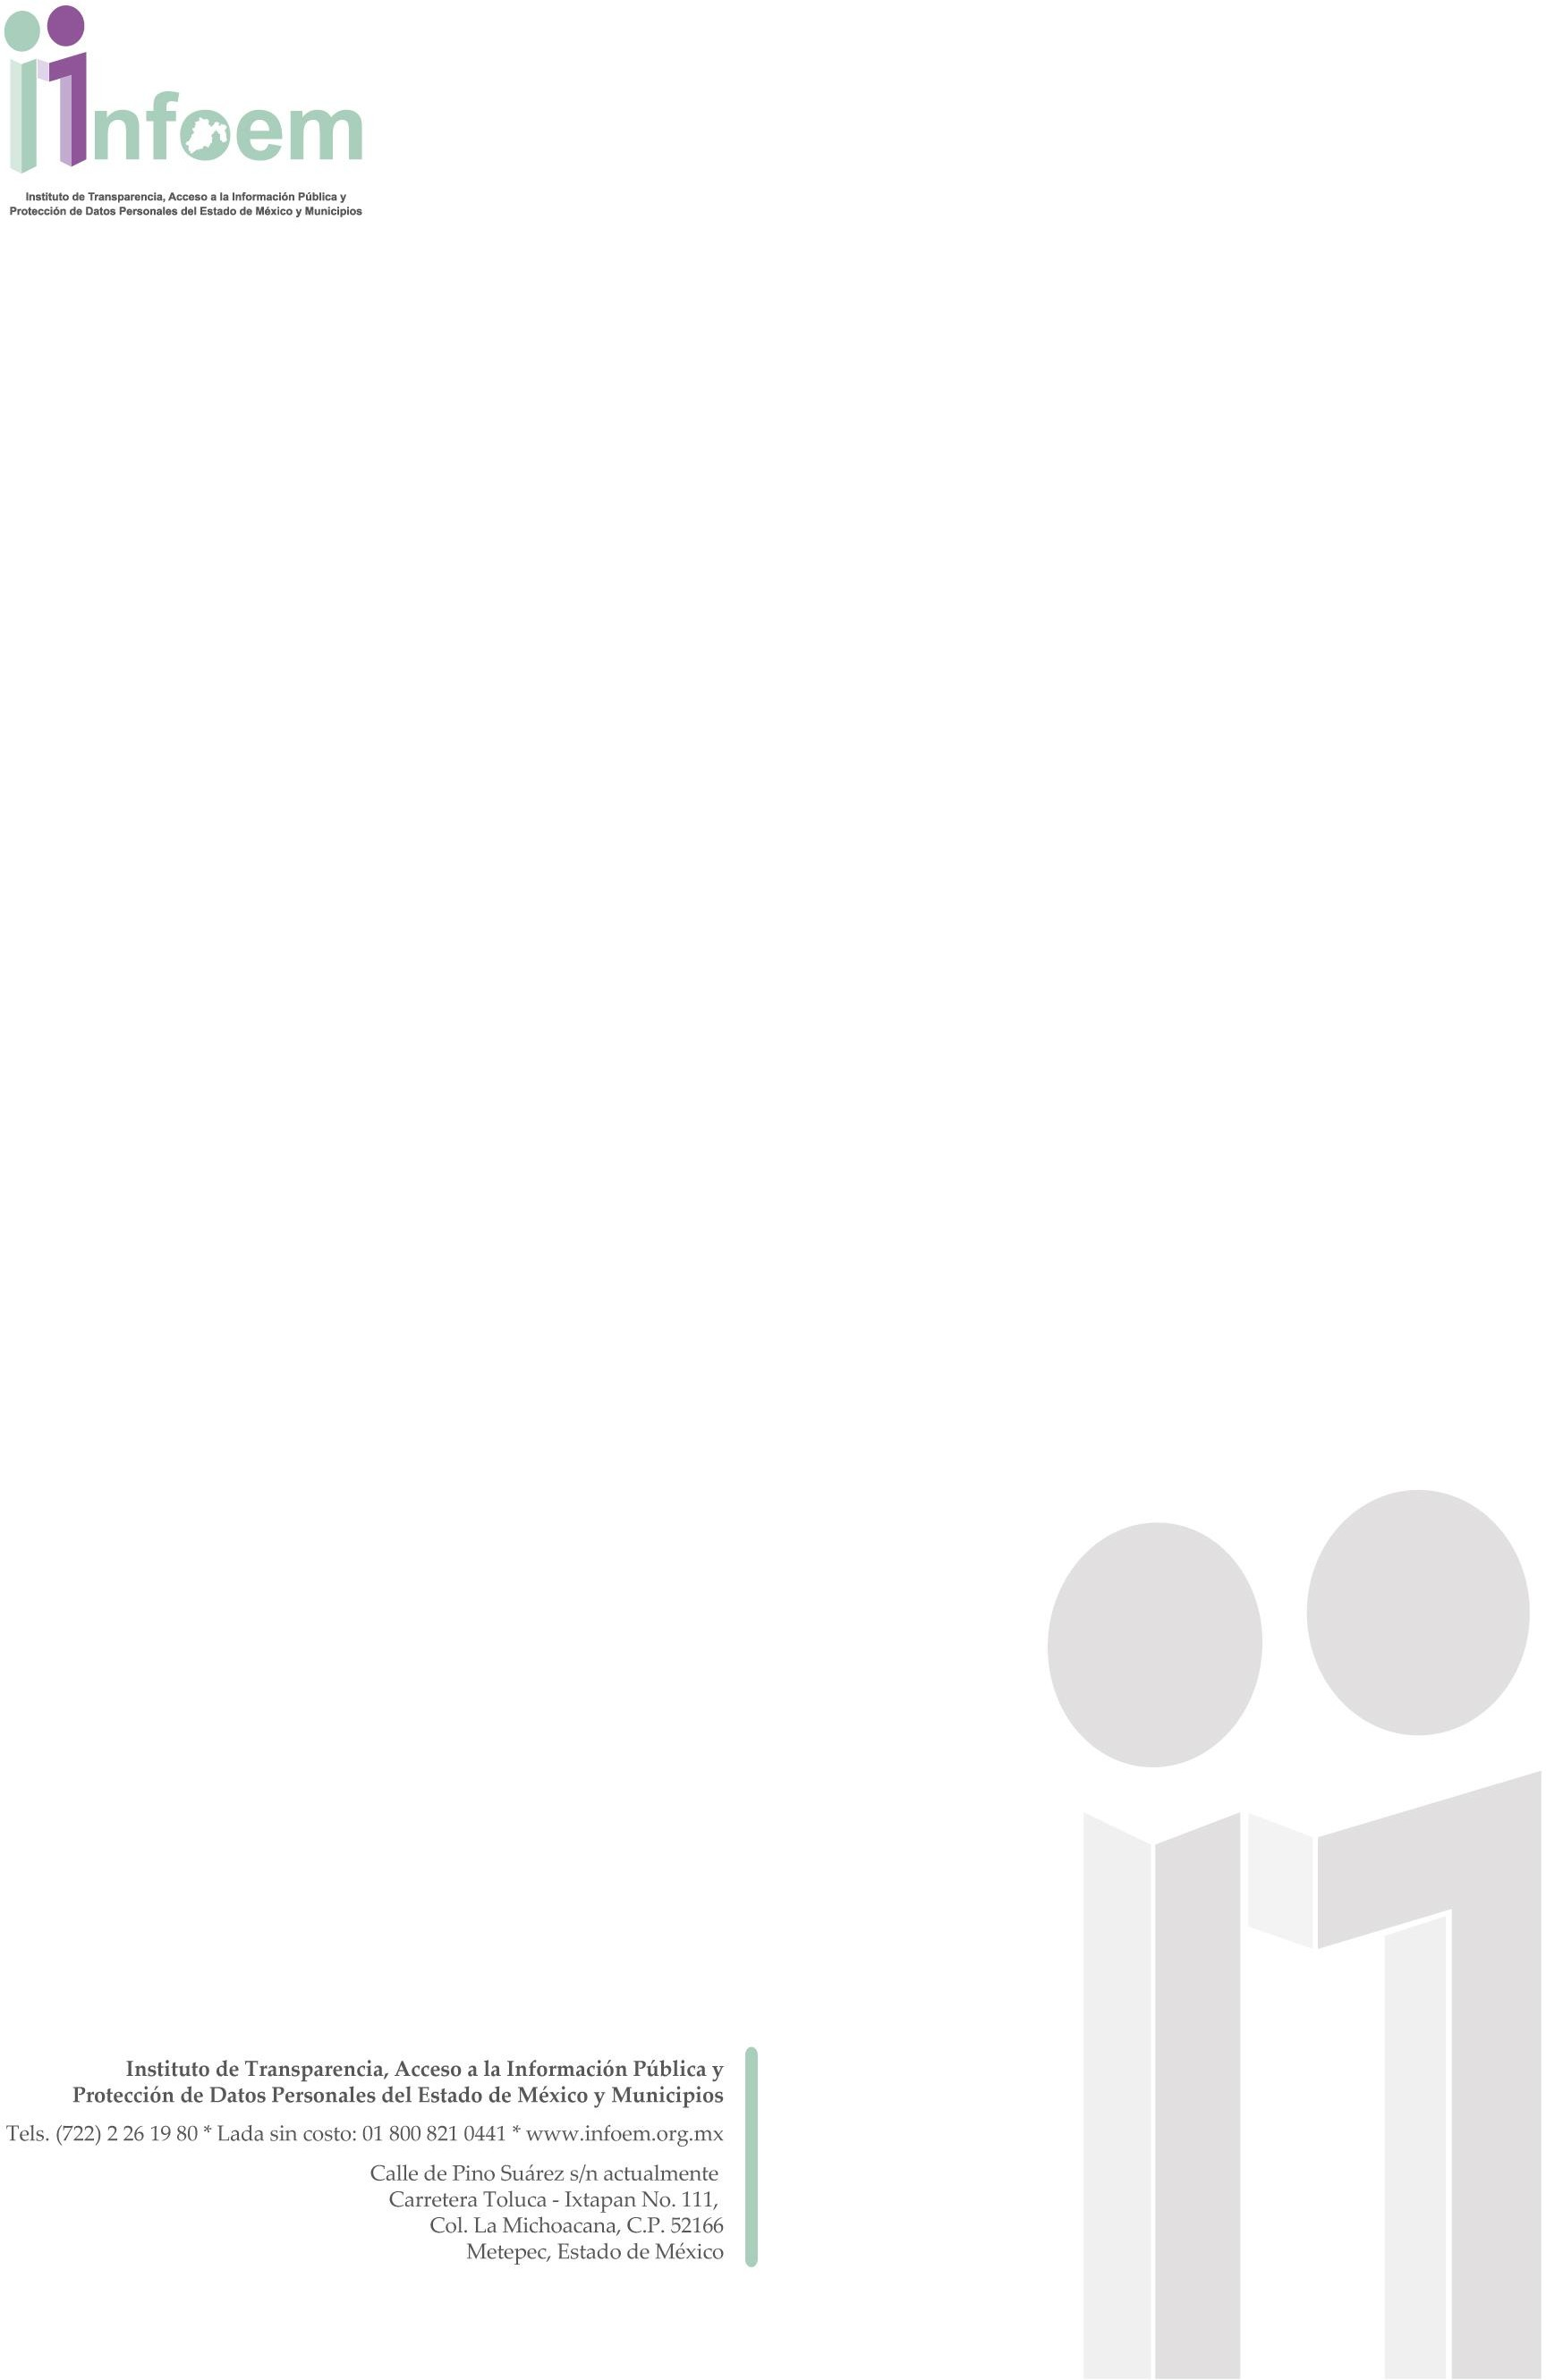 infoem
Instituto de Transparencia, Acceso a la Información Pública y
Protección de Datos Personales del Estado de México y Municipios
Instituto de Transparencia, Acceso a la Información Pública y
Protección de Datos Personales del Estado de México y Municipios
Tels. (722) 2 26 19 80 * Lada sin costo: 01 800 821 0441 * www.infoem.org.mx
Calle de Pino Suárez s/n actualmente
Carretera Toluca - Ixtapan No. 111,
Col. La Michoacana, C.P. 52166
Metepec, Estado de México